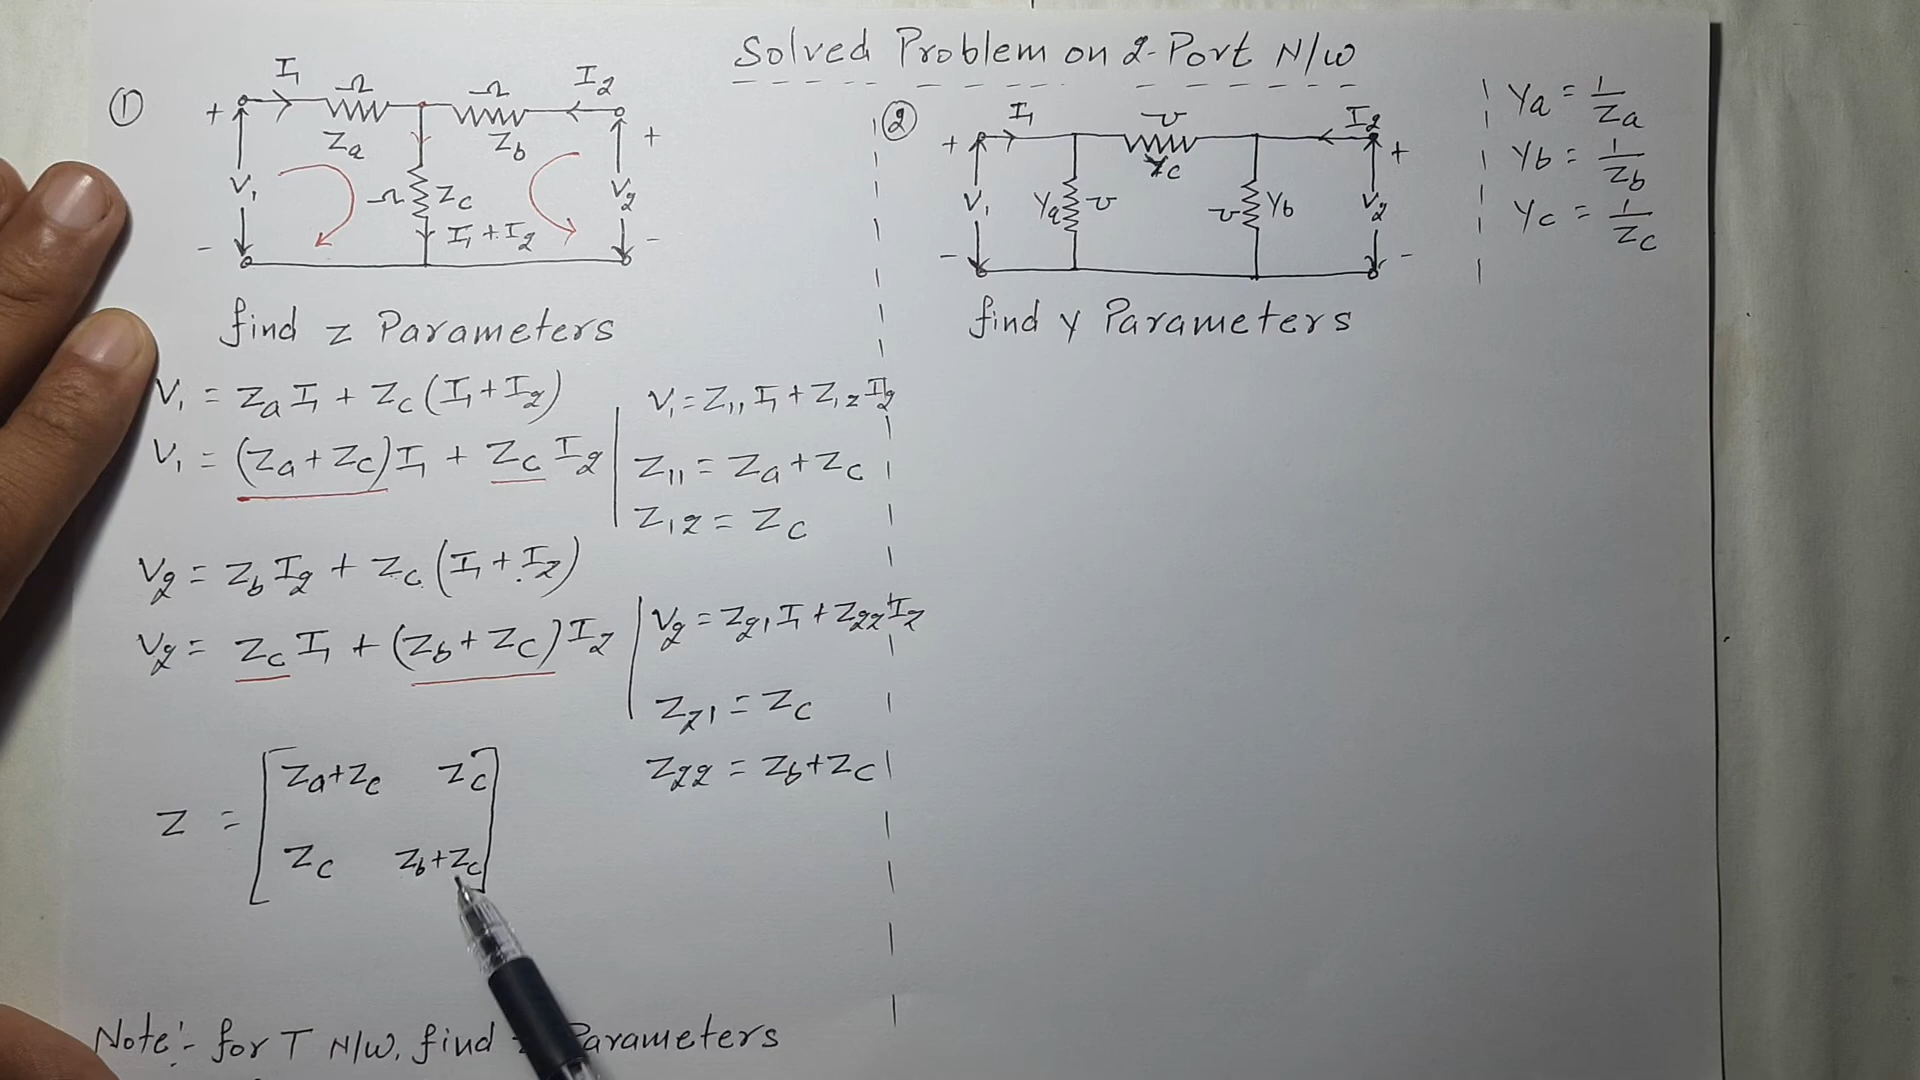 Solved Problem on 2-Port N/W
①
I1
Ω
Ω
I2
+
Za
Zb
+
V1
Ω
Zc
V2
-
I1 + I2
-
find z Parameters
V1 = Za I1 + Zc (I1 + I2)
V1 = (Za + Zc) I1 + Zc I2
V1 = Z11 I1 + Z12 I2
Z11 = Za + Zc
Z12 = Zc
V2 = Zb I2 + Zc (I1 + I2)
V2 = Zc I1 + (Zb + Zc) I2
V2 = Z21 I1 + Z22 I2
Z21 = Zc
Z22 = Zb + Zc
Z = [Za+Zc Zc
Zc Zb+Zc]
Note:- for T N/W, find Parameters
②
I1
℧
I2
+
Yc
+
V1
Ya
℧
℧
Yb
V2
-
-
find y Parameters
Ya = 1/Za
Yb = 1/Zb
Yc = 1/Zc